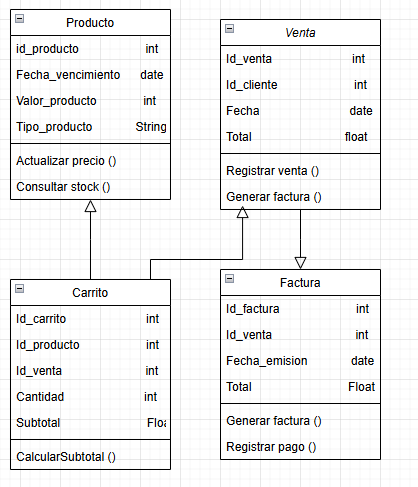 Producto
id_producto int
Fecha_vencimiento date
Valor_producto int
Tipo_producto String
Actualizar precio ()
Consultar stock ()
Venta
Id_venta int
Id_cliente int
Fecha date
Total float
Registrar venta ()
Generar factura ()
Carrito
Id_carrito int
Id_producto int
Id_venta int
Cantidad int
Subtotal Floa
CalcularSubtotal ()
Factura
Id_factura int
Id_venta int
Fecha_emision date
Total Float
Generar factura ()
Registrar pago ()